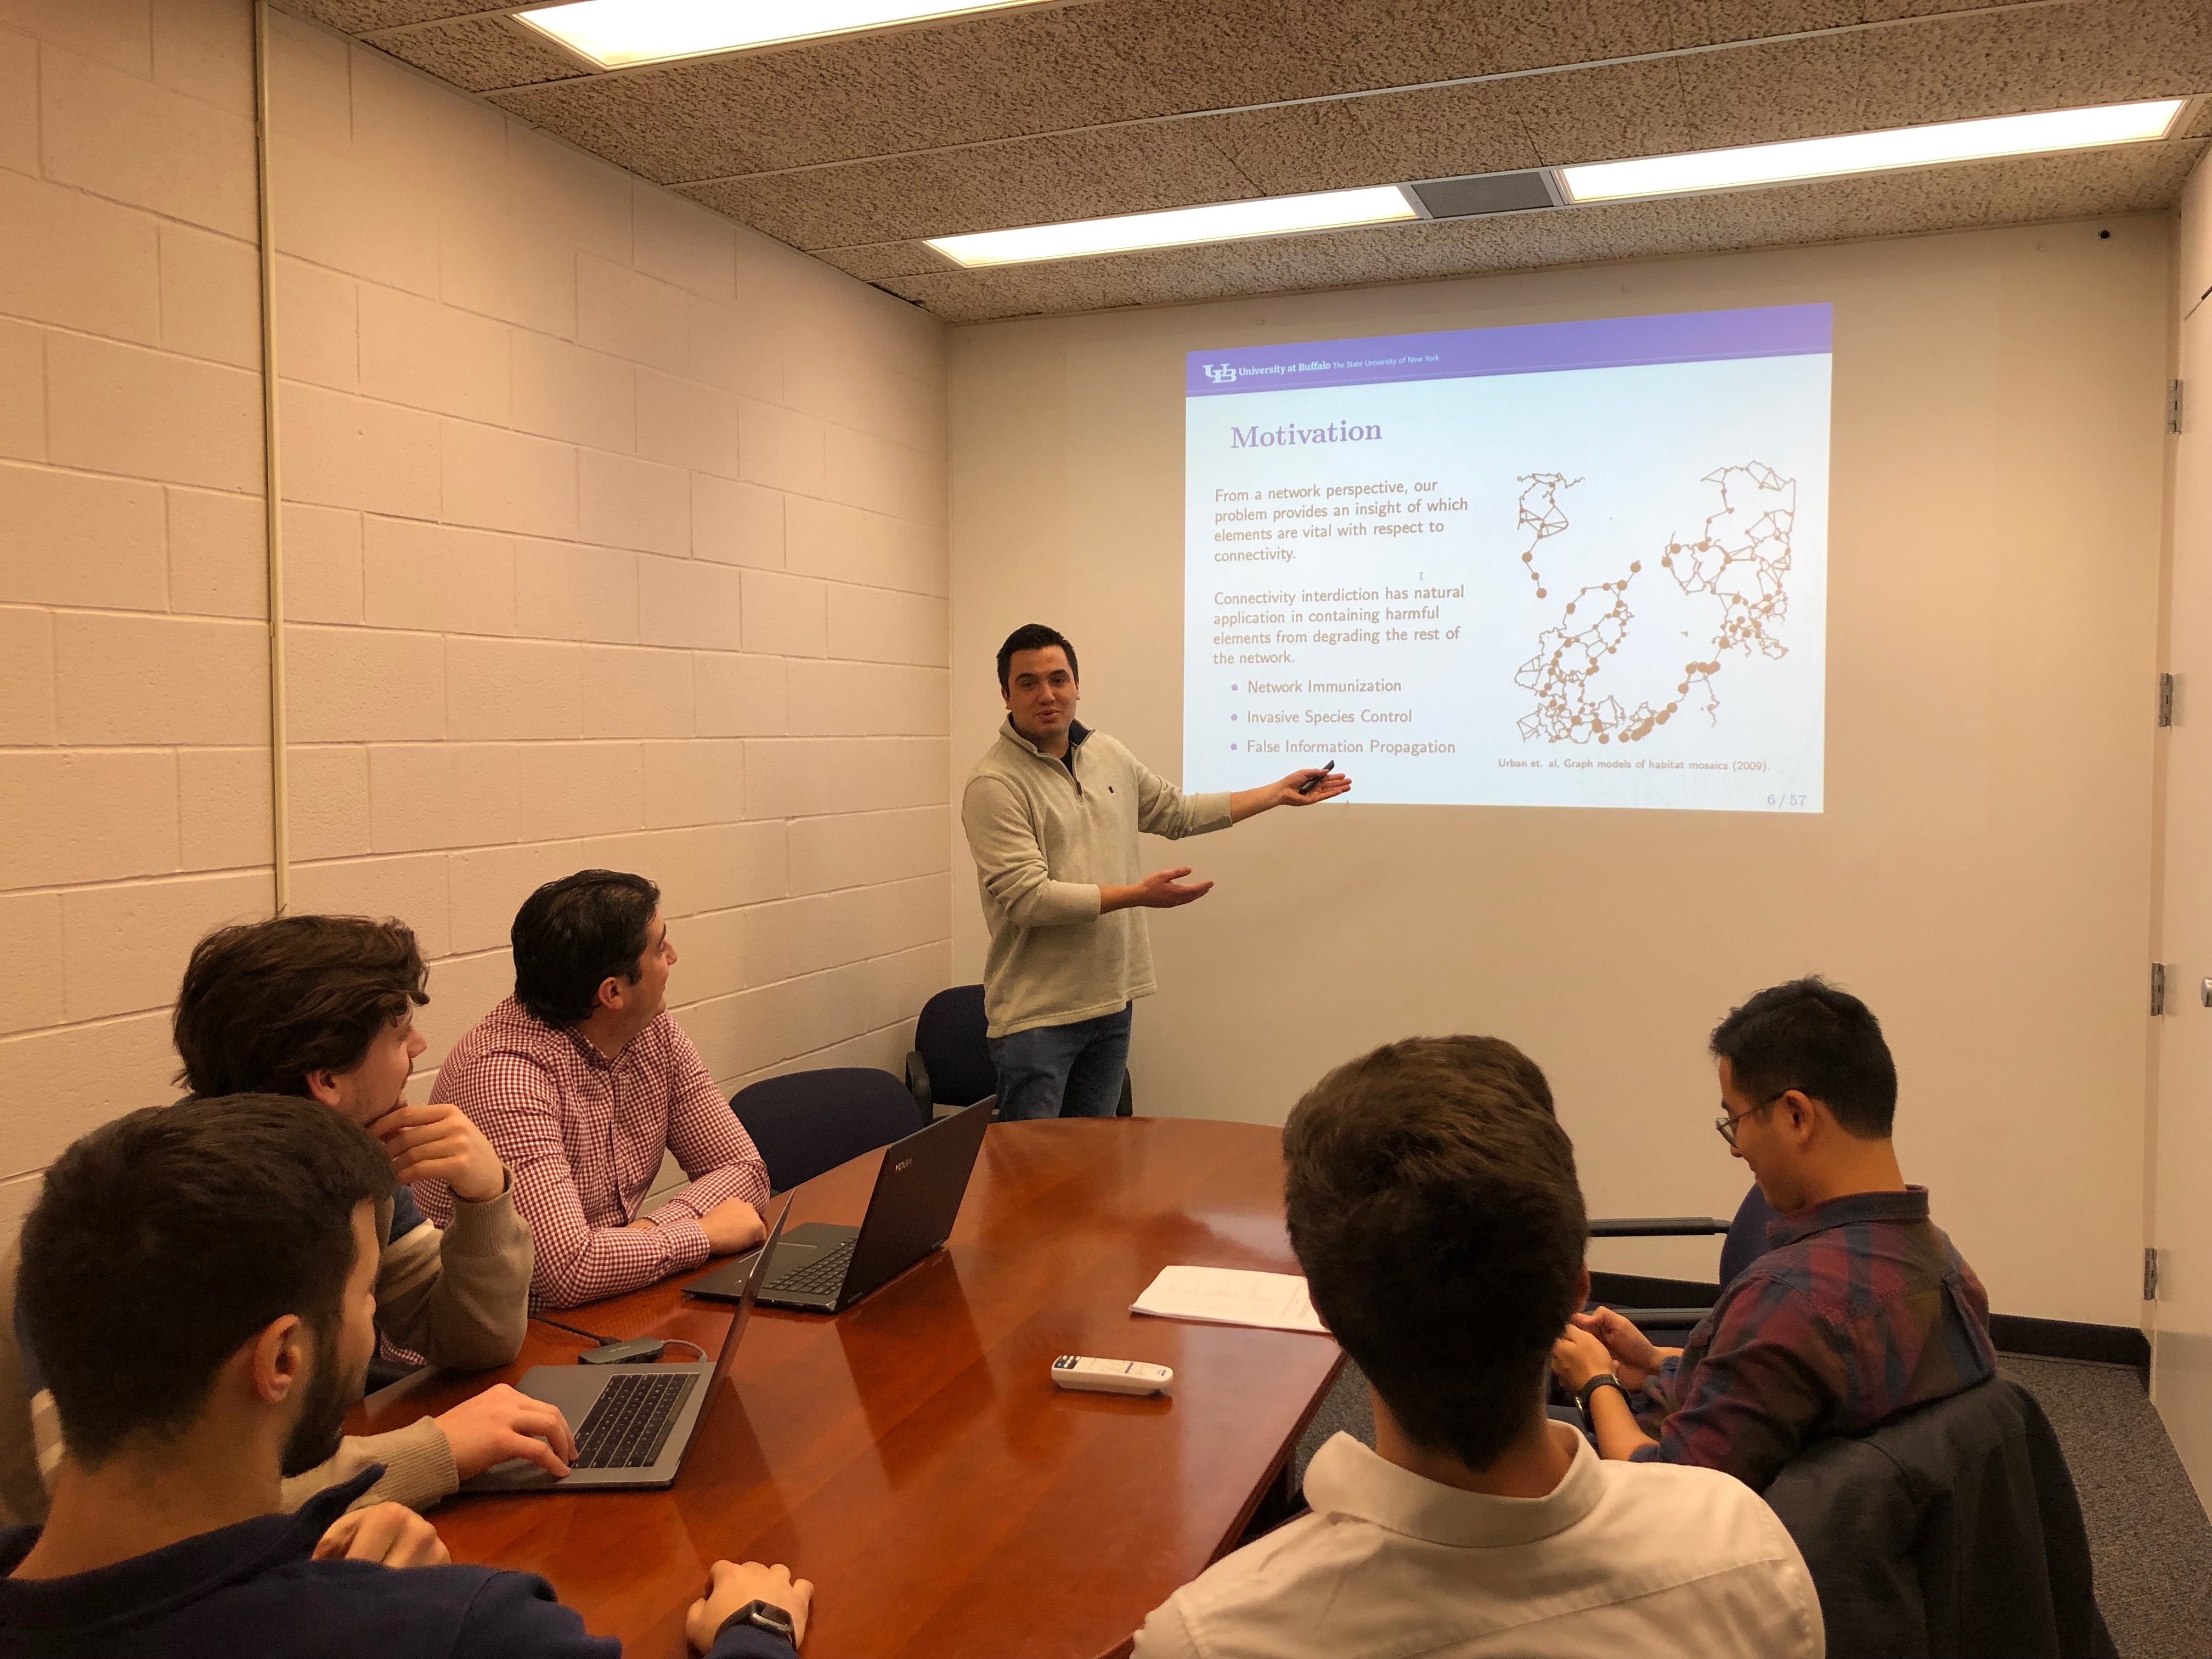 UB University at Buffalo The State University of New York
Motivation
From a network perspective, our
problem provides an insight of which
elements are vital with respect to
connectivity.
Connectivity interdiction has natural
application in containing harmful
elements from degrading the rest of
the network.
• Network Immunization
• Invasive Species Control
• False Information Propagation
Urban et. al, Graph models of habitat mosaics (2009).
6 / 57
YOGA